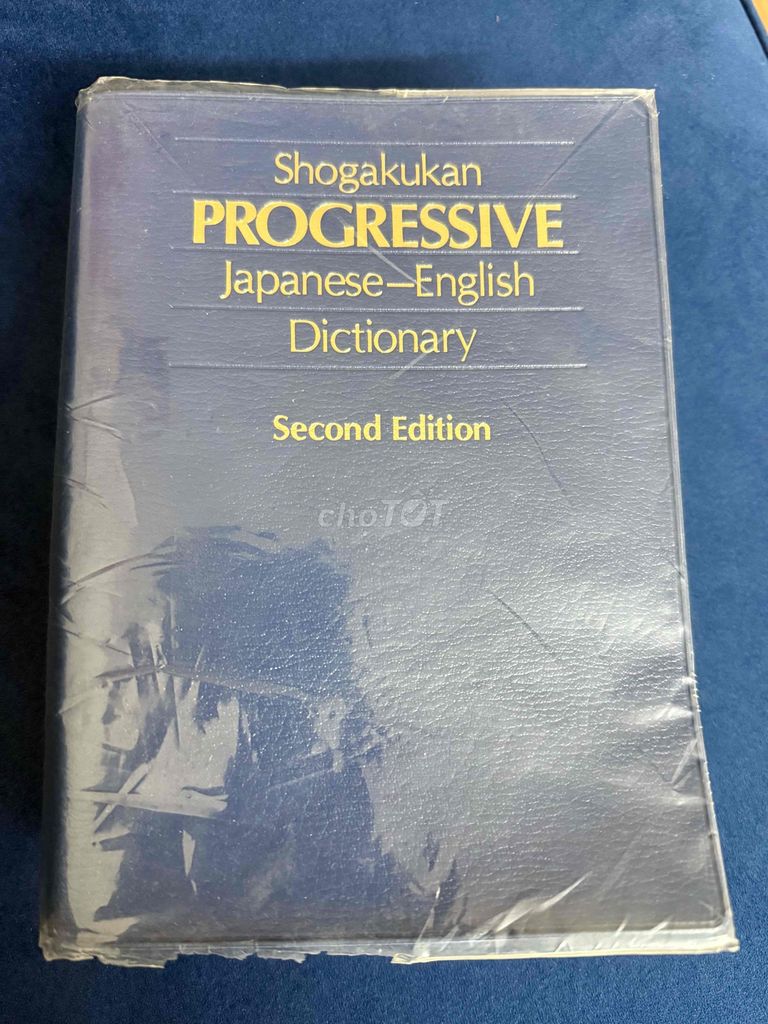 Shogakukan
PROGRESSIVE
Japanese—English
Dictionary
Second Edition
choTOT